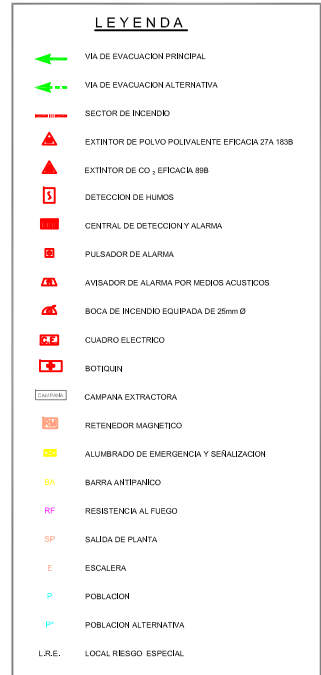 LEYENDA
VIA DE EVACUACION PRINCIPAL
VIA DE EVACUACION ALTERNATIVA
SECTOR DE INCENDIO
EXTINTOR DE POLVO POLIVALENTE EFICACIA 27A 183B
EXTINTOR DE CO 2 EFICACIA 89B
DETECCION DE HUMOS
CENTRAL DE DETECCION Y ALARMA
PULSADOR DE ALARMA
AVISADOR DE ALARMA POR MEDIOS ACUSTICOS
BOCA DE INCENDIO EQUIPADA DE 25mm Ø
C.E. CUADRO ELECTRICO
BOTIQUIN
CAMPANA CAMPANA EXTRACTORA
RM RETENEDOR MAGNETICO
ALUMBRADO DE EMERGENCIA Y SEÑALIZACION
BA BARRA ANTIPANICO
RF RESISTENCIA AL FUEGO
SP SALIDA DE PLANTA
E ESCALERA
P POBLACION
P* POBLACION ALTERNATIVA
L.R.E. LOCAL RIESGO ESPECIAL